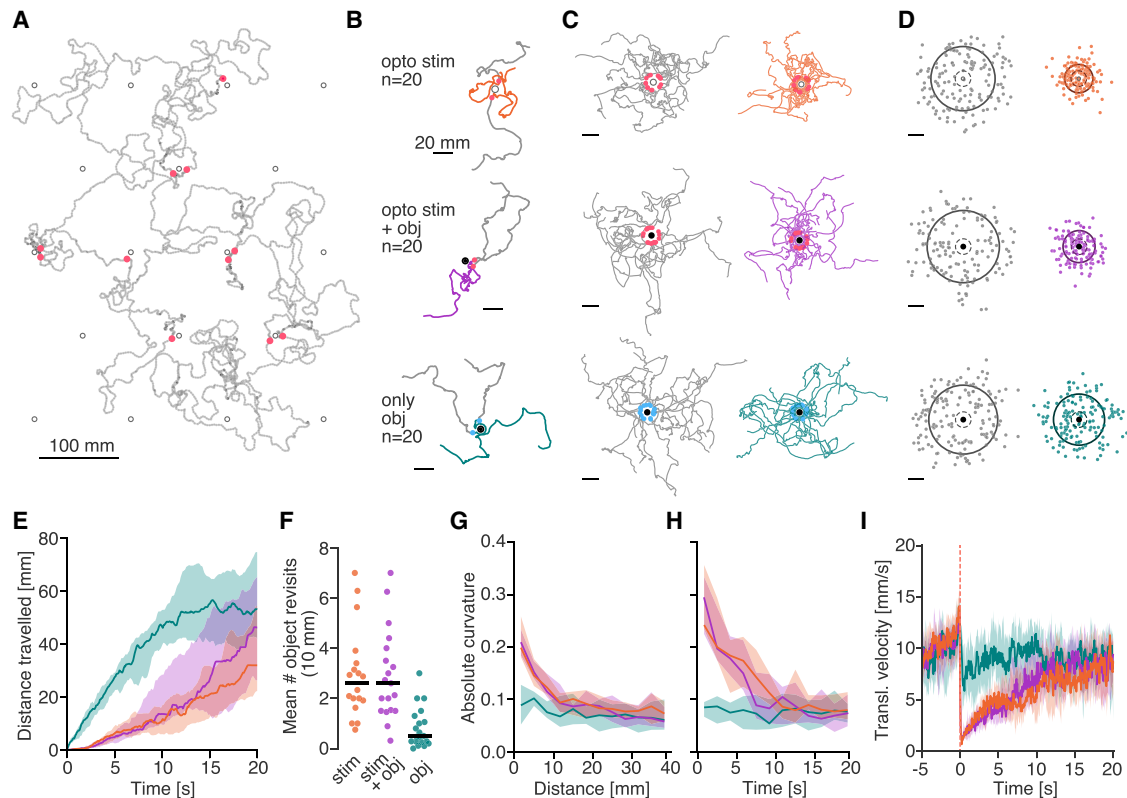 A
B
C
D
opto stim
n=20
20 mm
opto stim
+ obj
n=20
only
obj
n=20
100 mm
E
F
G
H
I
Distance travelled [mm]
80
60
40
20
0
0
5
10
15
20
Time [s]
Mean # object revisits
(10 mm)
8
6
4
2
0
stim
stim
+ obj
obj
Absolute curvature
0.4
0.3
0.2
0.1
0.0
0
10
20
30
40
Distance [mm]
0
5
10
15
20
Time [s]
Transl. velocity [mm/s]
20
15
10
5
0
-5
0
5
10
15
20
Time [s]